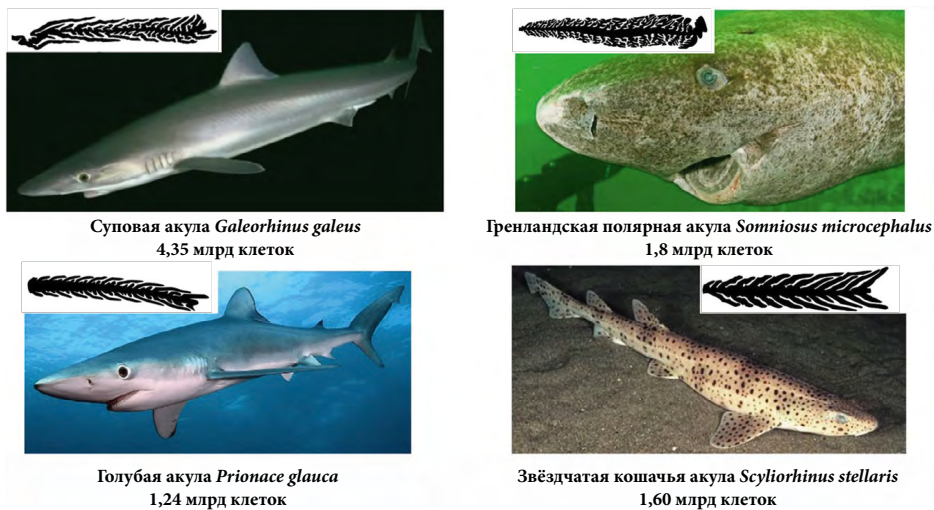 Суповая акула Galeorhinus galeus
4,35 млрд клеток
Гренландская полярная акула Somniosus microcephalus
1,8 млрд клеток
Голубая акула Prionace glauca
1,24 млрд клеток
Звёздчатая кошачья акула Scyliorhinus stellaris
1,60 млрд клеток